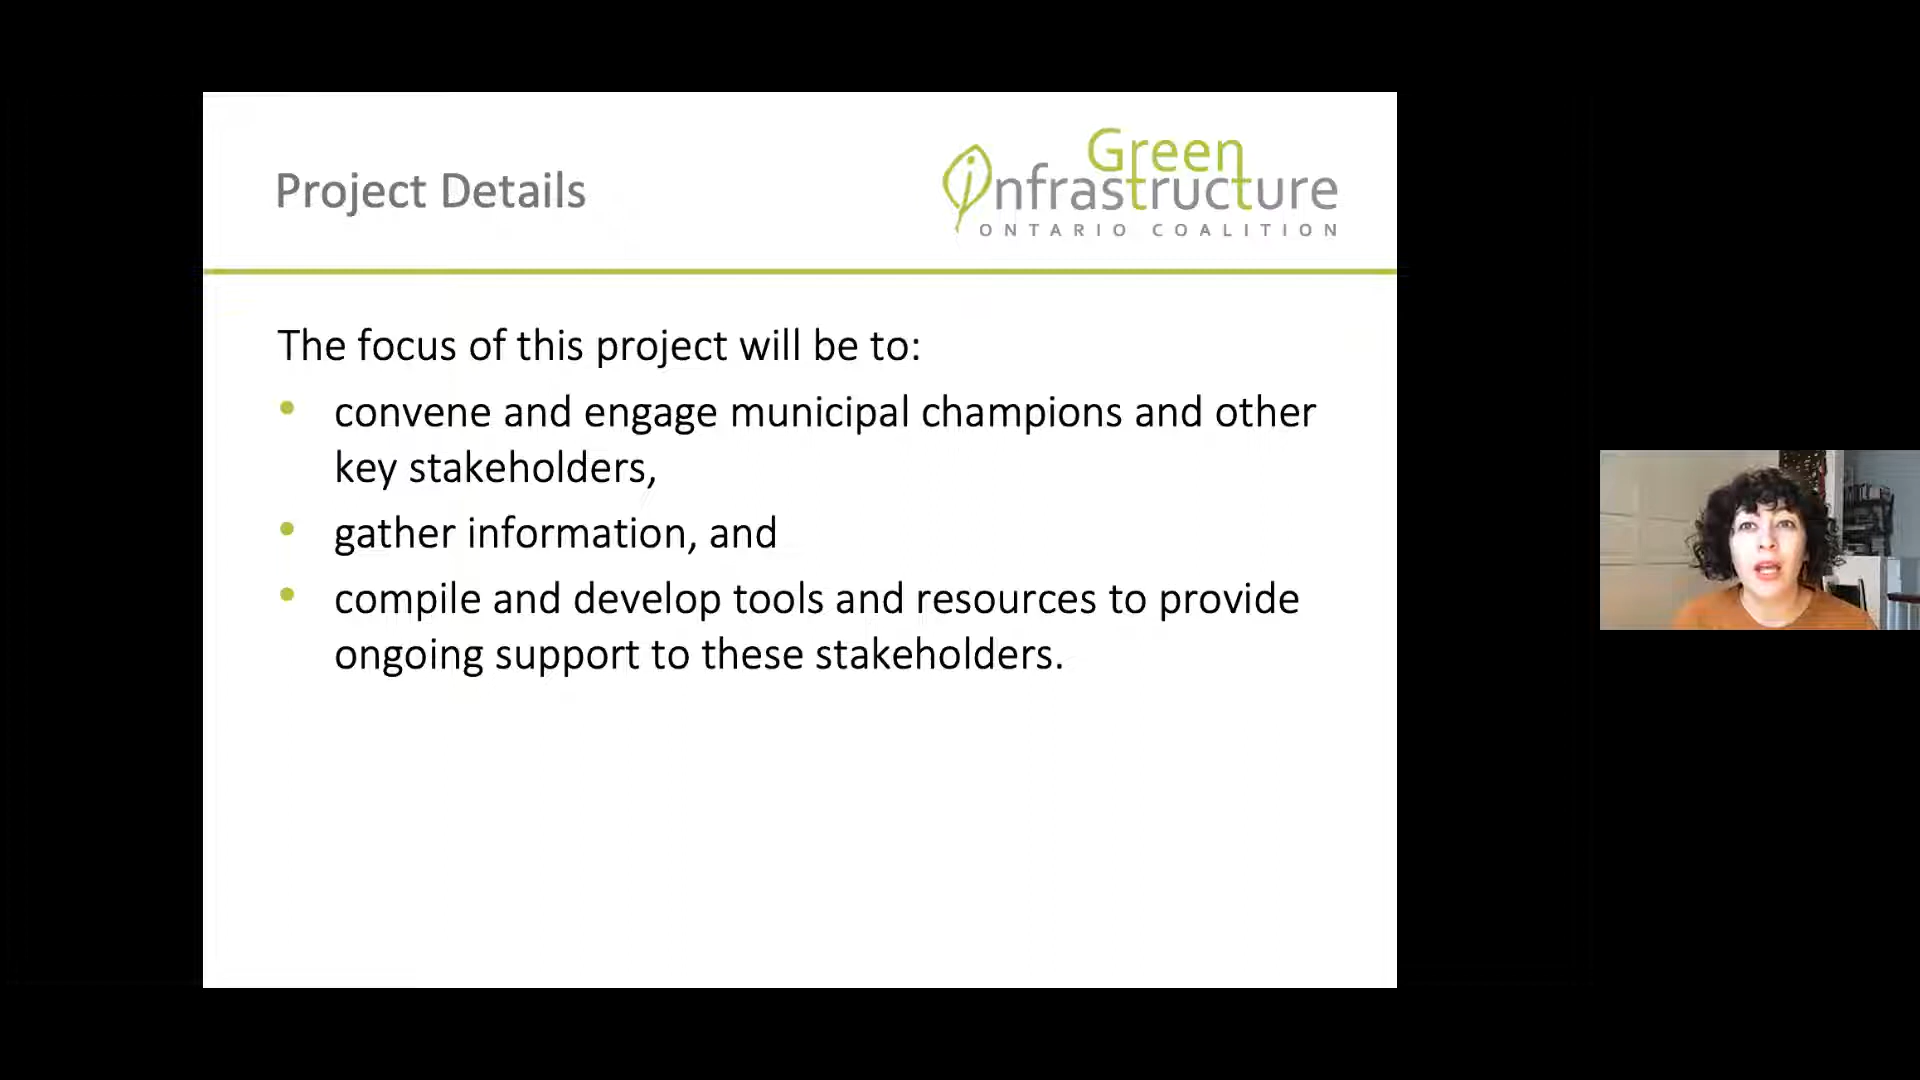 Project Details
Green
infrastructure
ONTARIO COALITION
The focus of this project will be to:
• convene and engage municipal champions and other
key stakeholders,
• gather information, and
• compile and develop tools and resources to provide
ongoing support to these stakeholders.